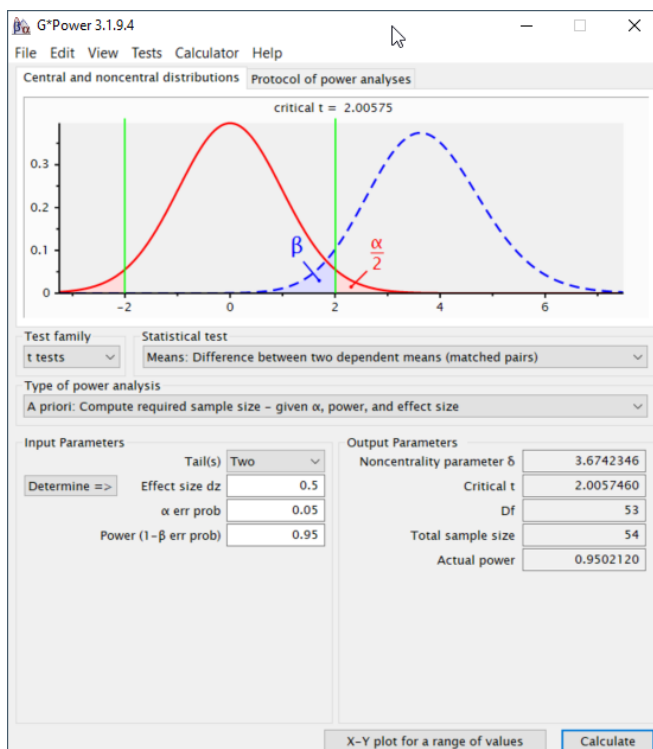 βα G*Power 3.1.9.4
File Edit View Tests Calculator Help
Central and noncentral distributions Protocol of power analyses
critical t = 2.00575
0.3
0.2
0.1
0
β
α
2
-2 0 2 4 6
Test family Statistical test
t tests Means: Difference between two dependent means (matched pairs)
Type of power analysis
A priori: Compute required sample size – given α, power, and effect size
Input Parameters Output Parameters
Tail(s) Two Noncentrality parameter δ 3.6742346
Determine => Effect size dz 0.5 Critical t 2.0057460
α err prob 0.05 Df 53
Power (1-β err prob) 0.95 Total sample size 54
Actual power 0.9502120
X-Y plot for a range of values Calculate